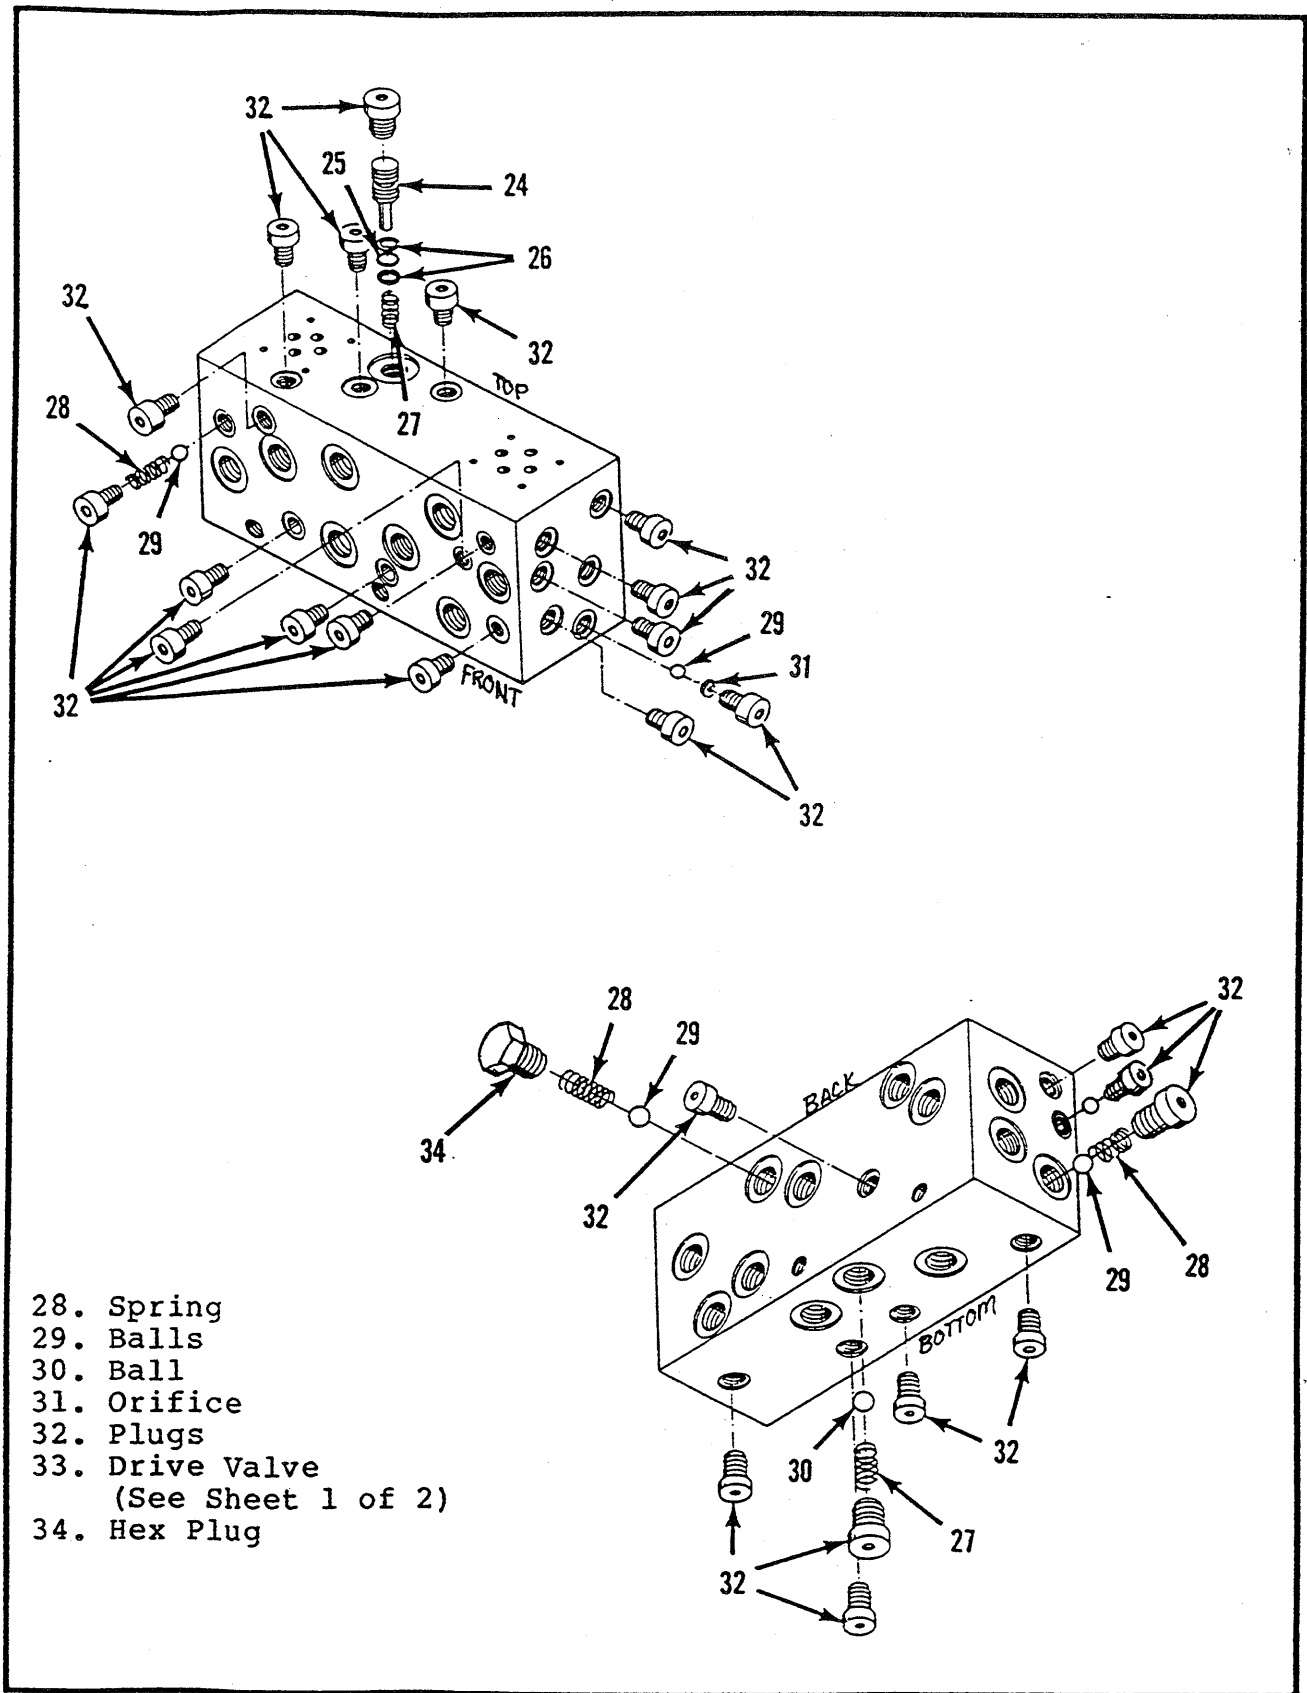 32
25
24
26
32
32
TOP
28
27
29
32
29
31
FRONT
32
32
28
29
32
BACK
34
32
29
28
BOTTOM
30
32
27
32
28. Spring
29. Balls
30. Ball
31. Orifice
32. Plugs
33. Drive Valve
(See Sheet 1 of 2)
34. Hex Plug